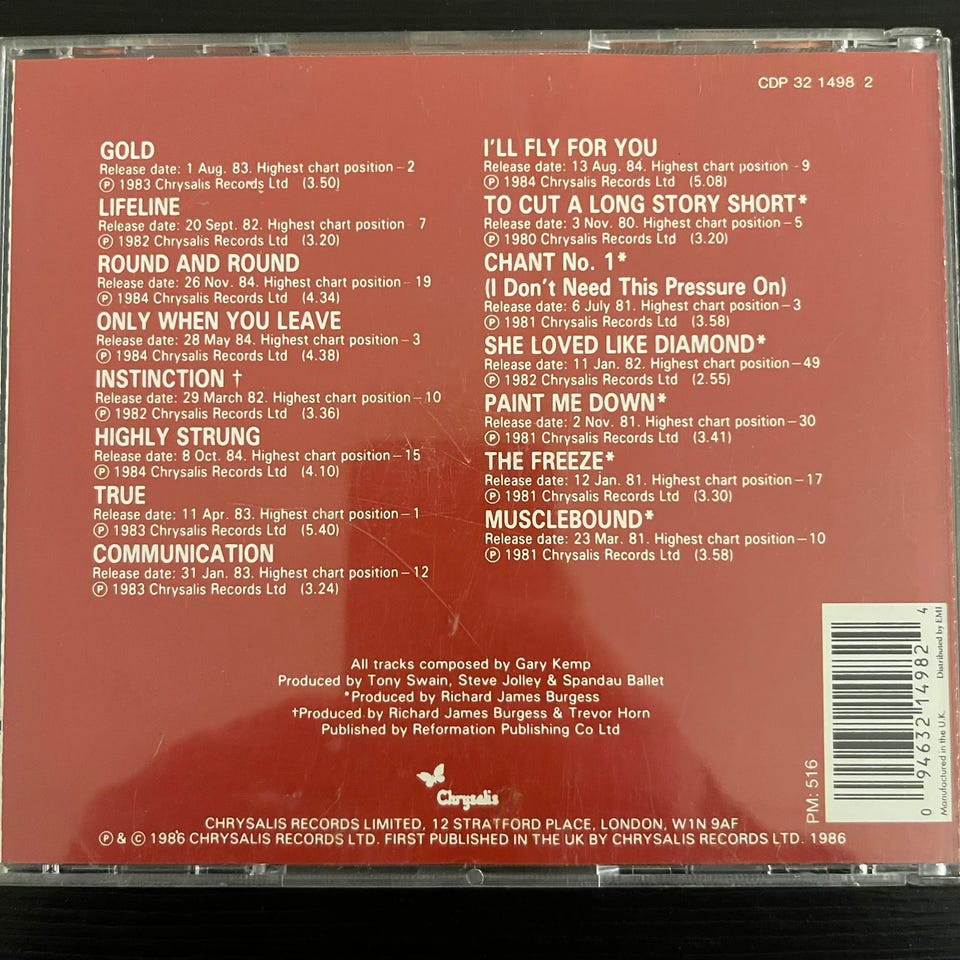 CDP 32 1498 2
GOLD
Release date: 1 Aug. 83. Highest chart position – 2
℗ 1983 Chrysalis Records Ltd (3.50)
LIFELINE
Release date: 20 Sept. 82. Highest chart position 7
℗ 1982 Chrysalis Records Ltd (3.20)
ROUND AND ROUND
Release date: 26 Nov. 84. Highest chart position – 19
℗ 1984 Chrysalis Records Ltd (4.34)
ONLY WHEN YOU LEAVE
Release date: 28 May 84. Highest chart position – 3
℗ 1984 Chrysalis Records Ltd (4.38)
INSTINCTION †
Release date: 29 March 82. Highest chart position – 10
℗ 1982 Chrysalis Records Ltd (3.36)
HIGHLY STRUNG
Release date: 8 Oct. 84. Highest chart position – 15
℗ 1984 Chrysalis Records Ltd (4.10)
TRUE
Release date: 11 Apr. 83. Highest chart position – 1
℗ 1983 Chrysalis Records Ltd (5.40)
COMMUNICATION
Release date: 31 Jan. 83. Highest chart position – 12
℗ 1983 Chrysalis Records Ltd (3.24)
I'LL FLY FOR YOU
Release date: 13 Aug. 84. Highest chart position - 9
℗ 1984 Chrysalis Records Ltd (5.08)
TO CUT A LONG STORY SHORT*
Release date: 3 Nov. 80. Highest chart position – 5
℗ 1980 Chrysalis Records Ltd (3.20)
CHANT No. 1*
(I Don't Need This Pressure On)
Release date: 6 July 81. Highest chart position – 3
℗ 1981 Chrysalis Records Ltd (3.58)
SHE LOVED LIKE DIAMOND*
Release date: 11 Jan. 82. Highest chart position – 49
℗ 1982 Chrysalis Records Ltd (2.55)
PAINT ME DOWN*
Release date: 2 Nov. 81. Highest chart position – 30
℗ 1981 Chrysalis Records Ltd (3.41)
THE FREEZE*
Release date: 12 Jan. 81. Highest chart position – 17
℗ 1981 Chrysalis Records Ltd (3.30)
MUSCLEBOUND*
Release date: 23 Mar. 81. Highest chart position – 10
℗ 1981 Chrysalis Records Ltd (3.58)
All tracks composed by Gary Kemp
Produced by Tony Swain, Steve Jolley & Spandau Ballet
*Produced by Richard James Burgess
†Produced by Richard James Burgess & Trevor Horn
Published by Reformation Publishing Co Ltd
Chrysalis
CHRYSALIS RECORDS LIMITED, 12 STRATFORD PLACE, LONDON, W1N 9AF
℗ & © 1986 CHRYSALIS RECORDS LTD. FIRST PUBLISHED IN THE UK BY CHRYSALIS RECORDS LTD. 1986
PM: 516
0 94632 14982 4
Manufactured in the U.K. Distributed by EMI